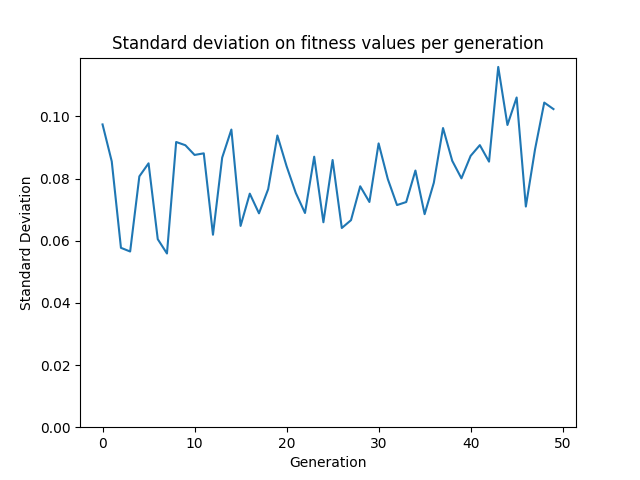 Standard deviation on fitness values per generation
Standard Deviation
0.10
0.08
0.06
0.04
0.02
0.00
0 10 20 30 40 50
Generation